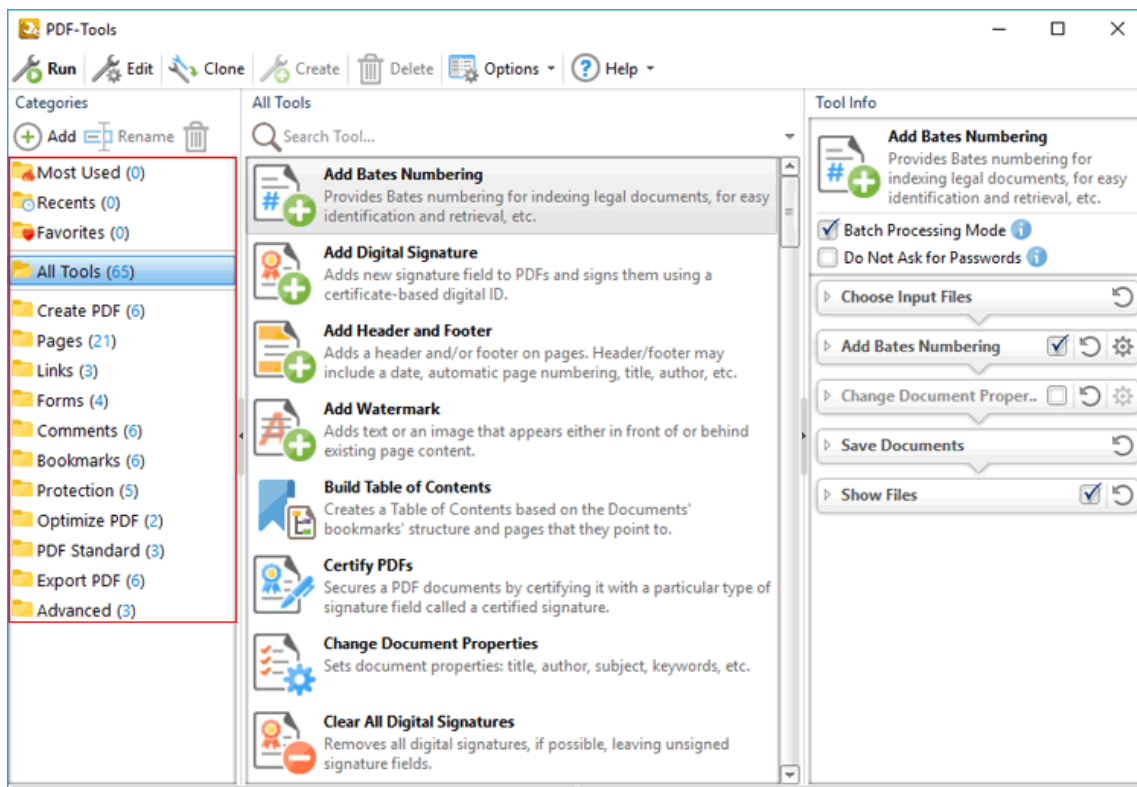 PDF-Tools
Run Edit Clone Create Delete Options Help
Categories
Add Rename
Most Used (0)
Recents (0)
Favorites (0)
All Tools (65)
Create PDF (6)
Pages (21)
Links (3)
Forms (4)
Comments (6)
Bookmarks (6)
Protection (5)
Optimize PDF (2)
PDF Standard (3)
Export PDF (6)
Advanced (3)
All Tools
Search Tool...
Add Bates Numbering
Provides Bates numbering for indexing legal documents, for easy
identification and retrieval, etc.
Add Digital Signature
Adds new signature field to PDFs and signs them using a
certificate-based digital ID.
Add Header and Footer
Adds a header and/or footer on pages. Header/footer may
include a date, automatic page numbering, title, author, etc.
Add Watermark
Adds text or an image that appears either in front of or behind
existing page content.
Build Table of Contents
Creates a Table of Contents based on the Documents'
bookmarks' structure and pages that they point to.
Certify PDFs
Secures a PDF documents by certifying it with a particular type of
signature field called a certified signature.
Change Document Properties
Sets document properties: title, author, subject, keywords, etc.
Clear All Digital Signatures
Removes all digital signatures, if possible, leaving unsigned
signature fields.
Tool Info
Add Bates Numbering
Provides Bates numbering for
indexing legal documents, for easy
identification and retrieval, etc.
Batch Processing Mode
Do Not Ask for Passwords
Choose Input Files
Add Bates Numbering
Change Document Proper..
Save Documents
Show Files